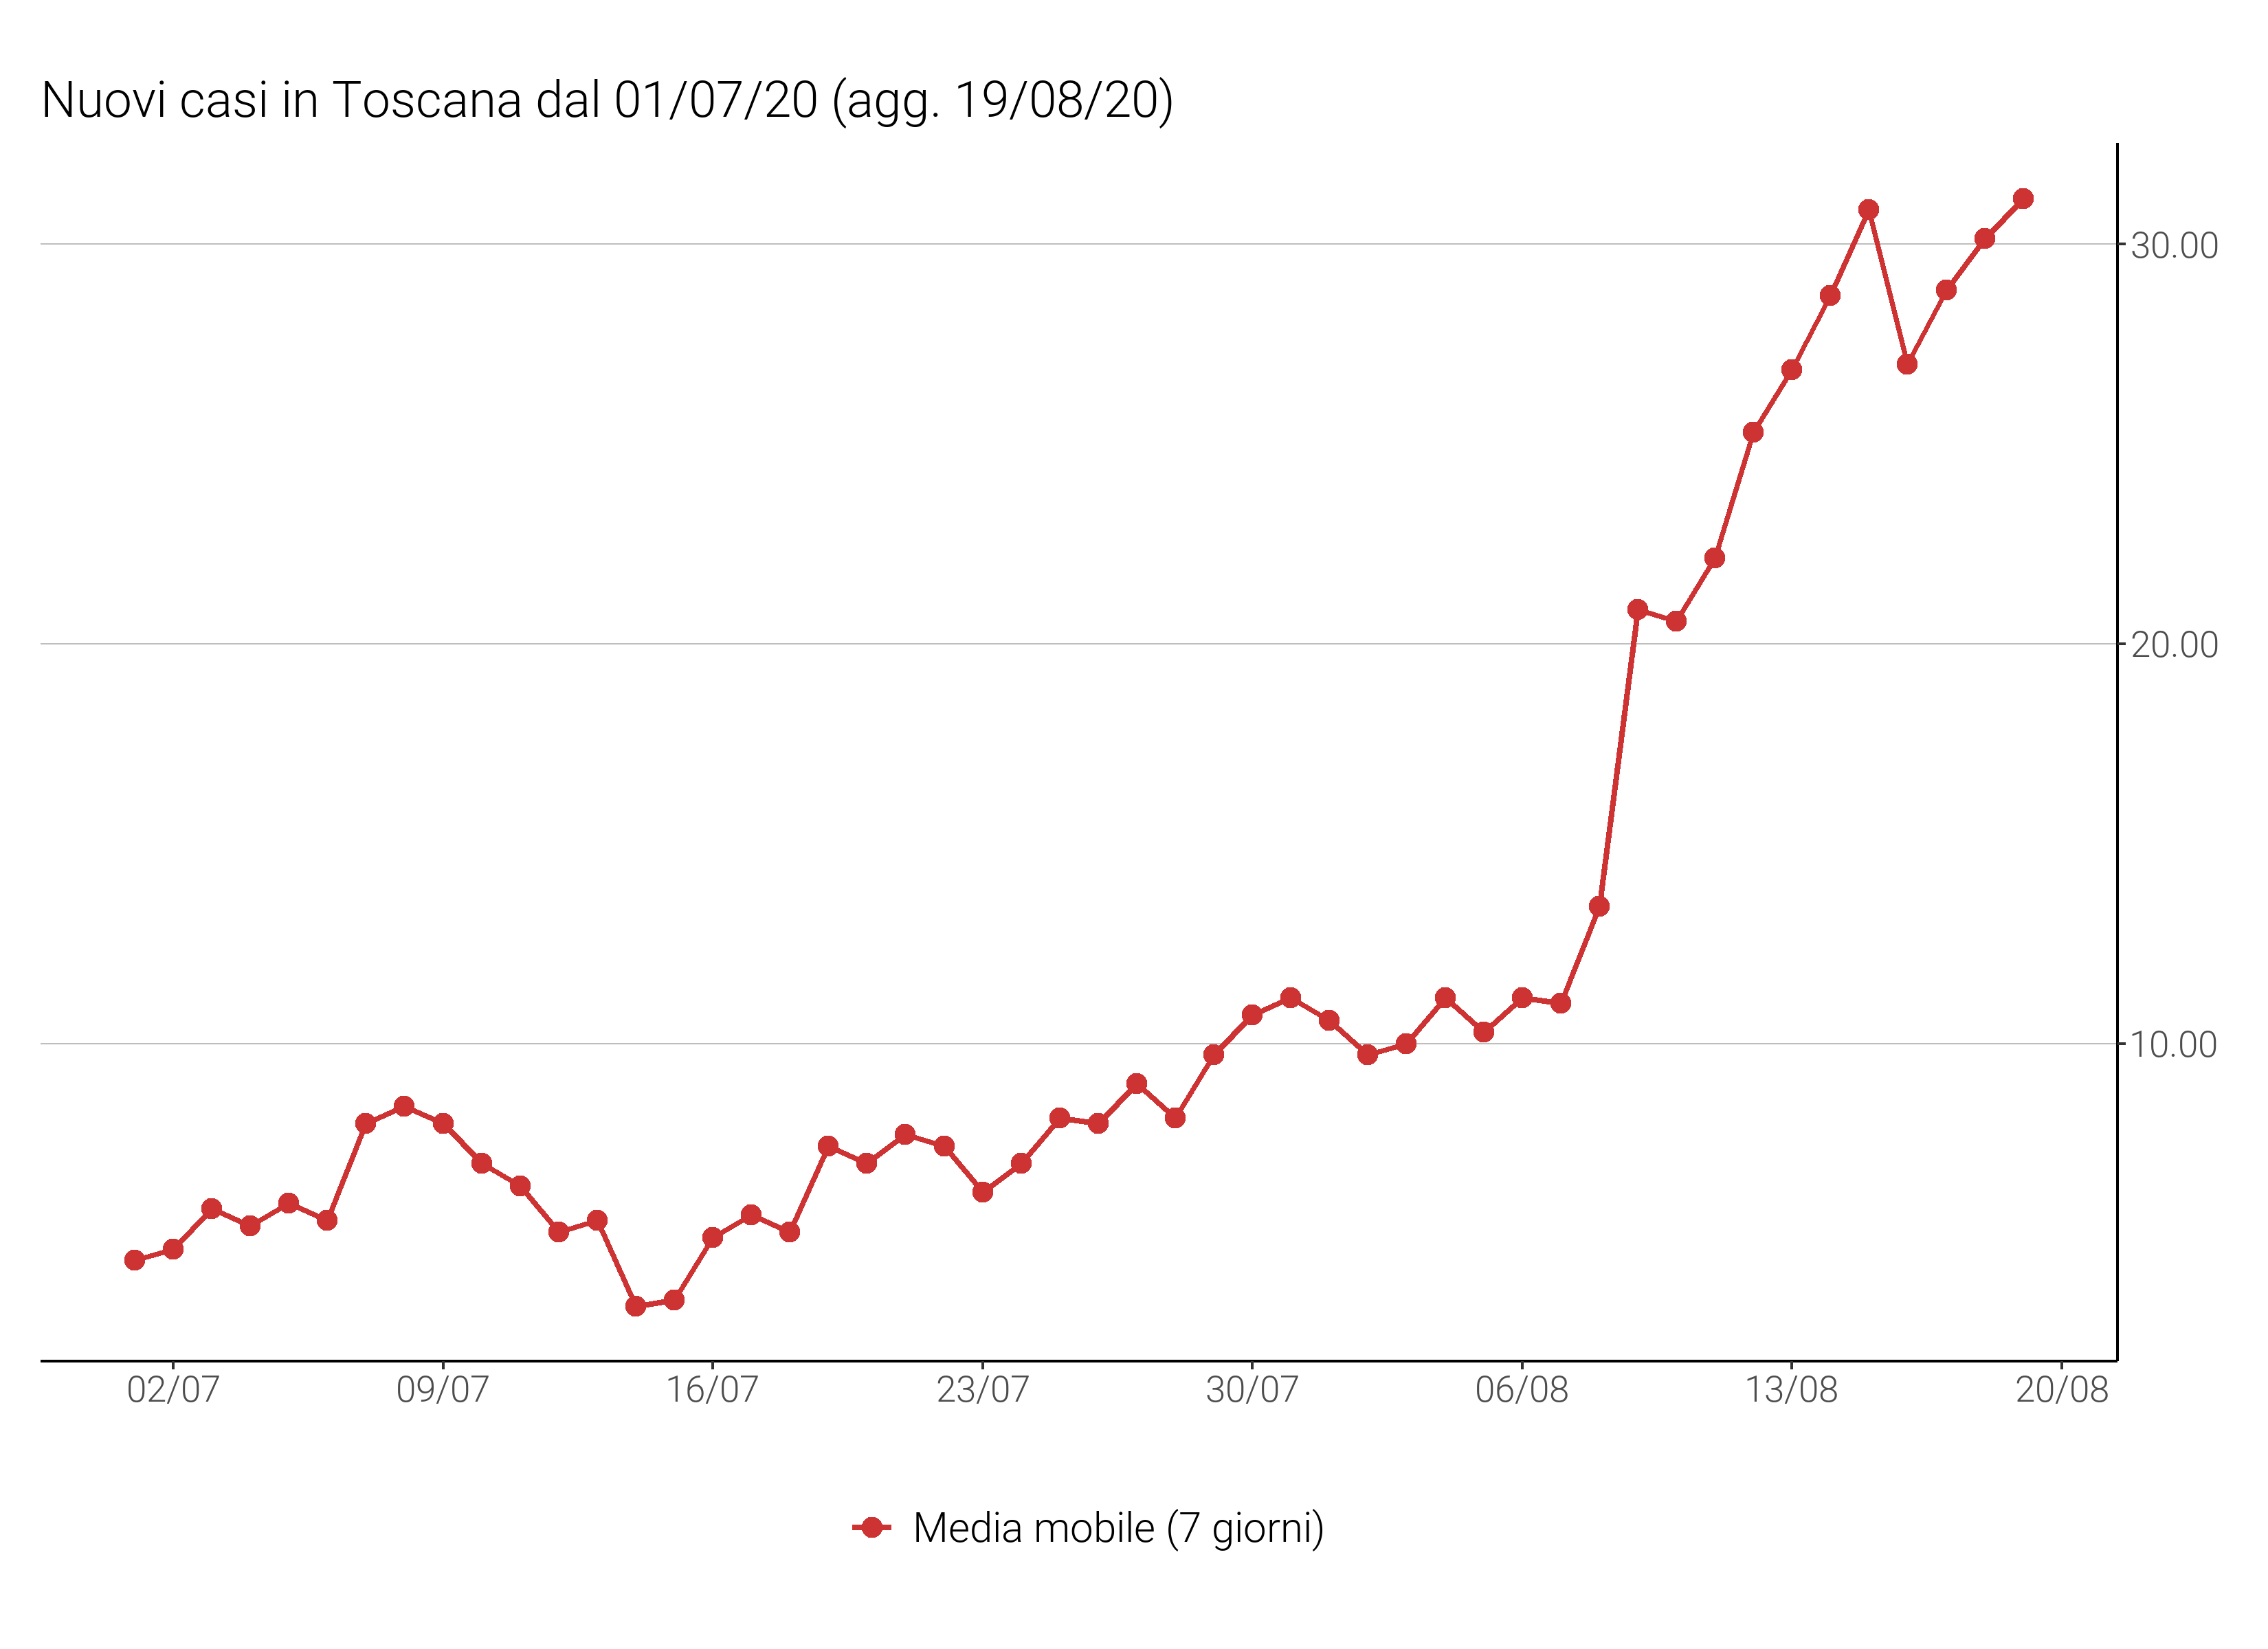 Nuovi casi in Toscana dal 01/07/20 (agg. 19/08/20)
30.00
20.00
10.00
02/07 09/07 16/07 23/07 30/07 06/08 13/08 20/08
Media mobile (7 giorni)